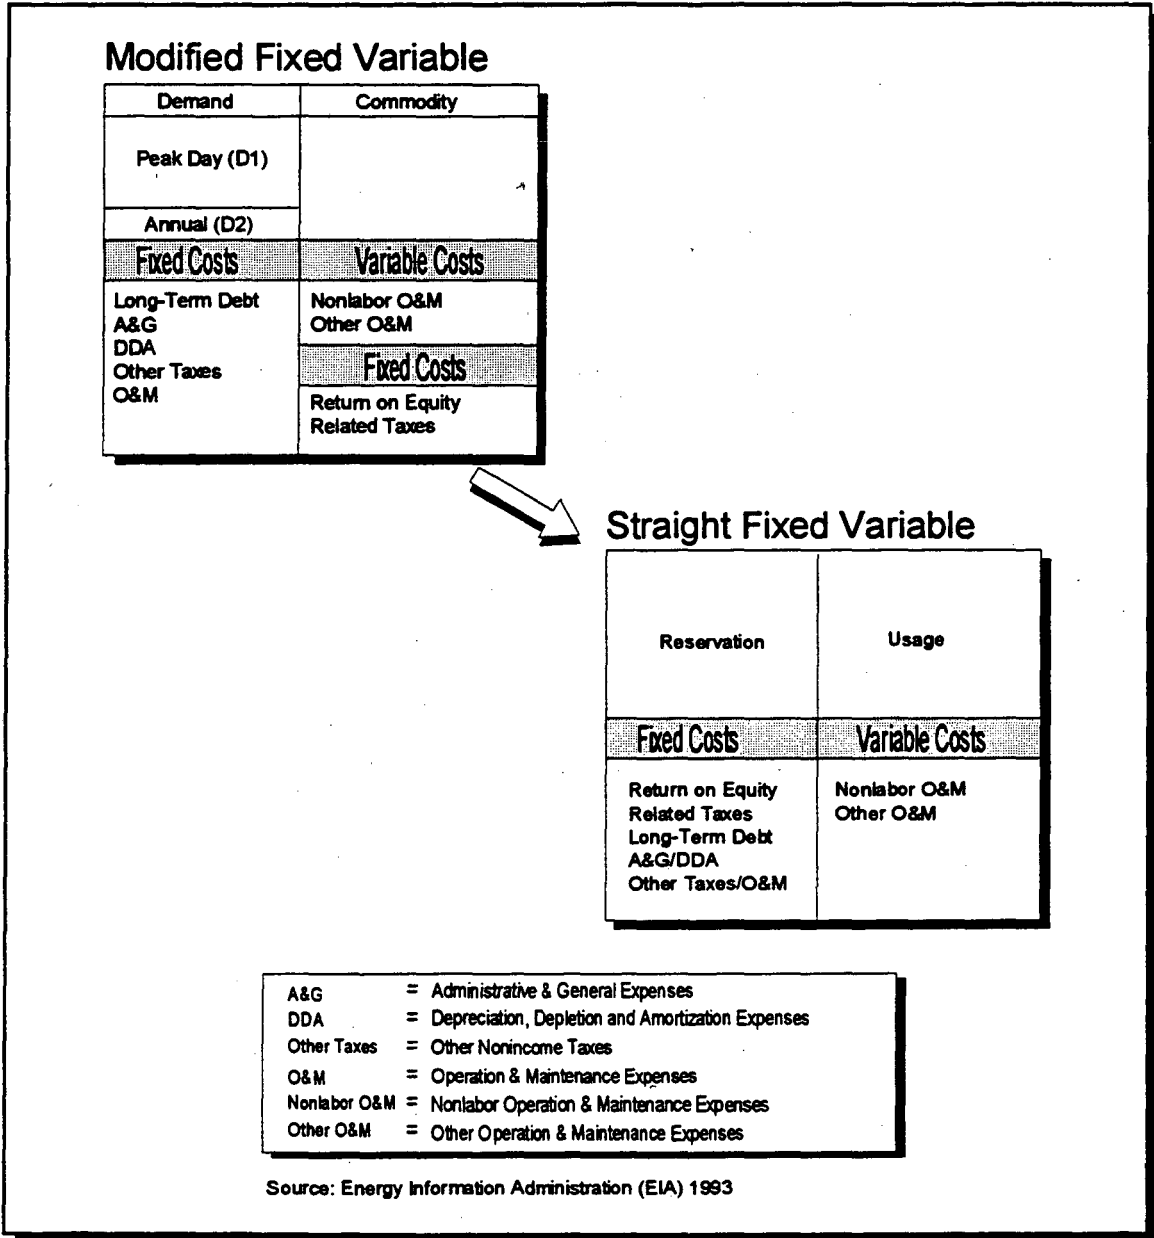 Modified Fixed Variable
Demand
Commodity
Peak Day (D1)
Annual (D2)
Fixed Costs
Variable Costs
Long-Term Debt
A&G
DDA
Other Taxes
O&M
Nonlabor O&M
Other O&M
Fixed Costs
Return on Equity
Related Taxes
Straight Fixed Variable
Reservation
Usage
Fixed Costs
Variable Costs
Return on Equity
Related Taxes
Long-Term Debt
A&G/DDA
Other Taxes/O&M
Nonlabor O&M
Other O&M
A&G = Administrative & General Expenses
DDA = Depreciation, Depletion and Amortization Expenses
Other Taxes = Other Nonincome Taxes
O&M = Operation & Maintenance Expenses
Nonlabor O&M = Nonlabor Operation & Maintenance Expenses
Other O&M = Other Operation & Maintenance Expenses
Source: Energy Information Administration (EIA) 1993